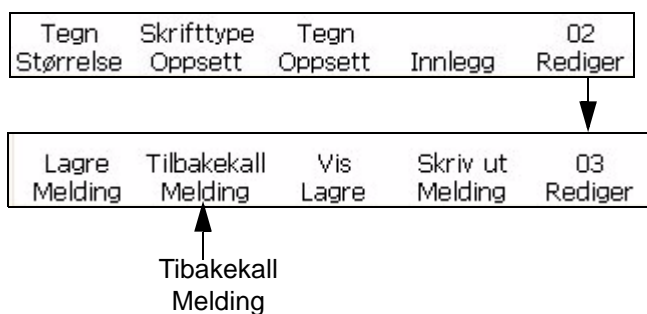 Tegn Skrifttype Tegn 02
Størrelse Oppsett Oppsett Innlegg Rediger
Lagre Tilbakekall Vis Skriv ut 03
Melding Melding Lagre Melding Rediger
Tibakekall
Melding